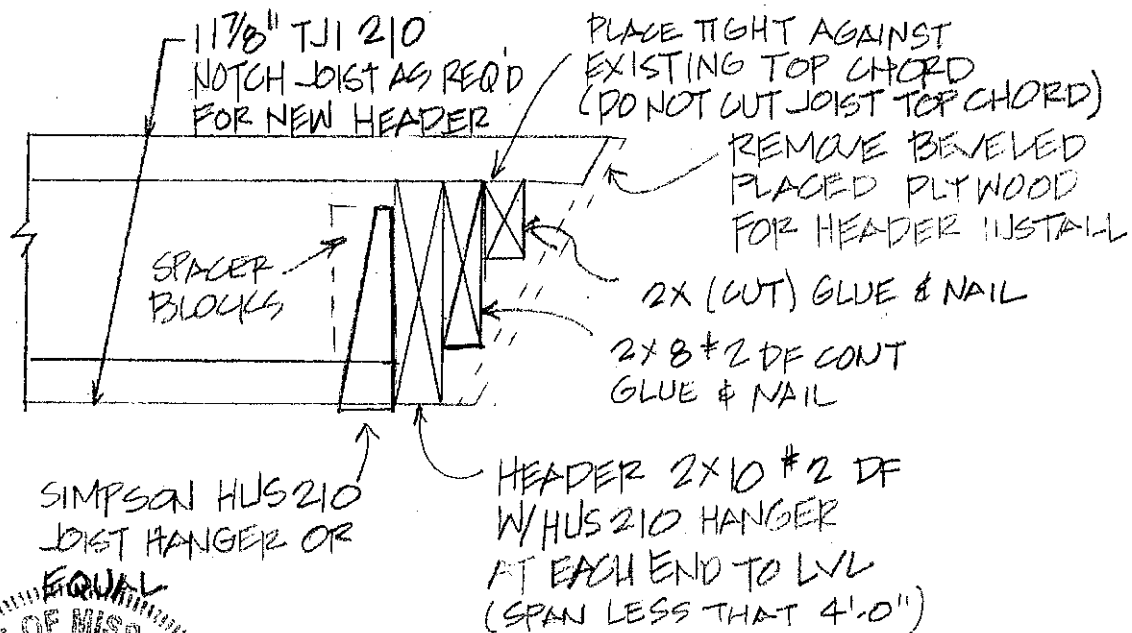 11 7/8" TJI 210
NOTCH JOIST AS REQ'D
FOR NEW HEADER
PLACE TIGHT AGAINST
EXISTING TOP CHORD
(DO NOT CUT JOIST TOP CHORD)
REMOVE BEVELED
PLACED PLYWOOD
FOR HEADER INSTALL
SPACER
BLOCKS
2X (CUT) GLUE & NAIL
2X8 #2 DF CONT
GLUE & NAIL
SIMPSON HUS210
JOIST HANGER OR
EQUAL
HEADER 2X10 #2 DF
W/HUS210 HANGER
AT EACH END TO LVL
(SPAN LESS THAT 4'-0")
OF